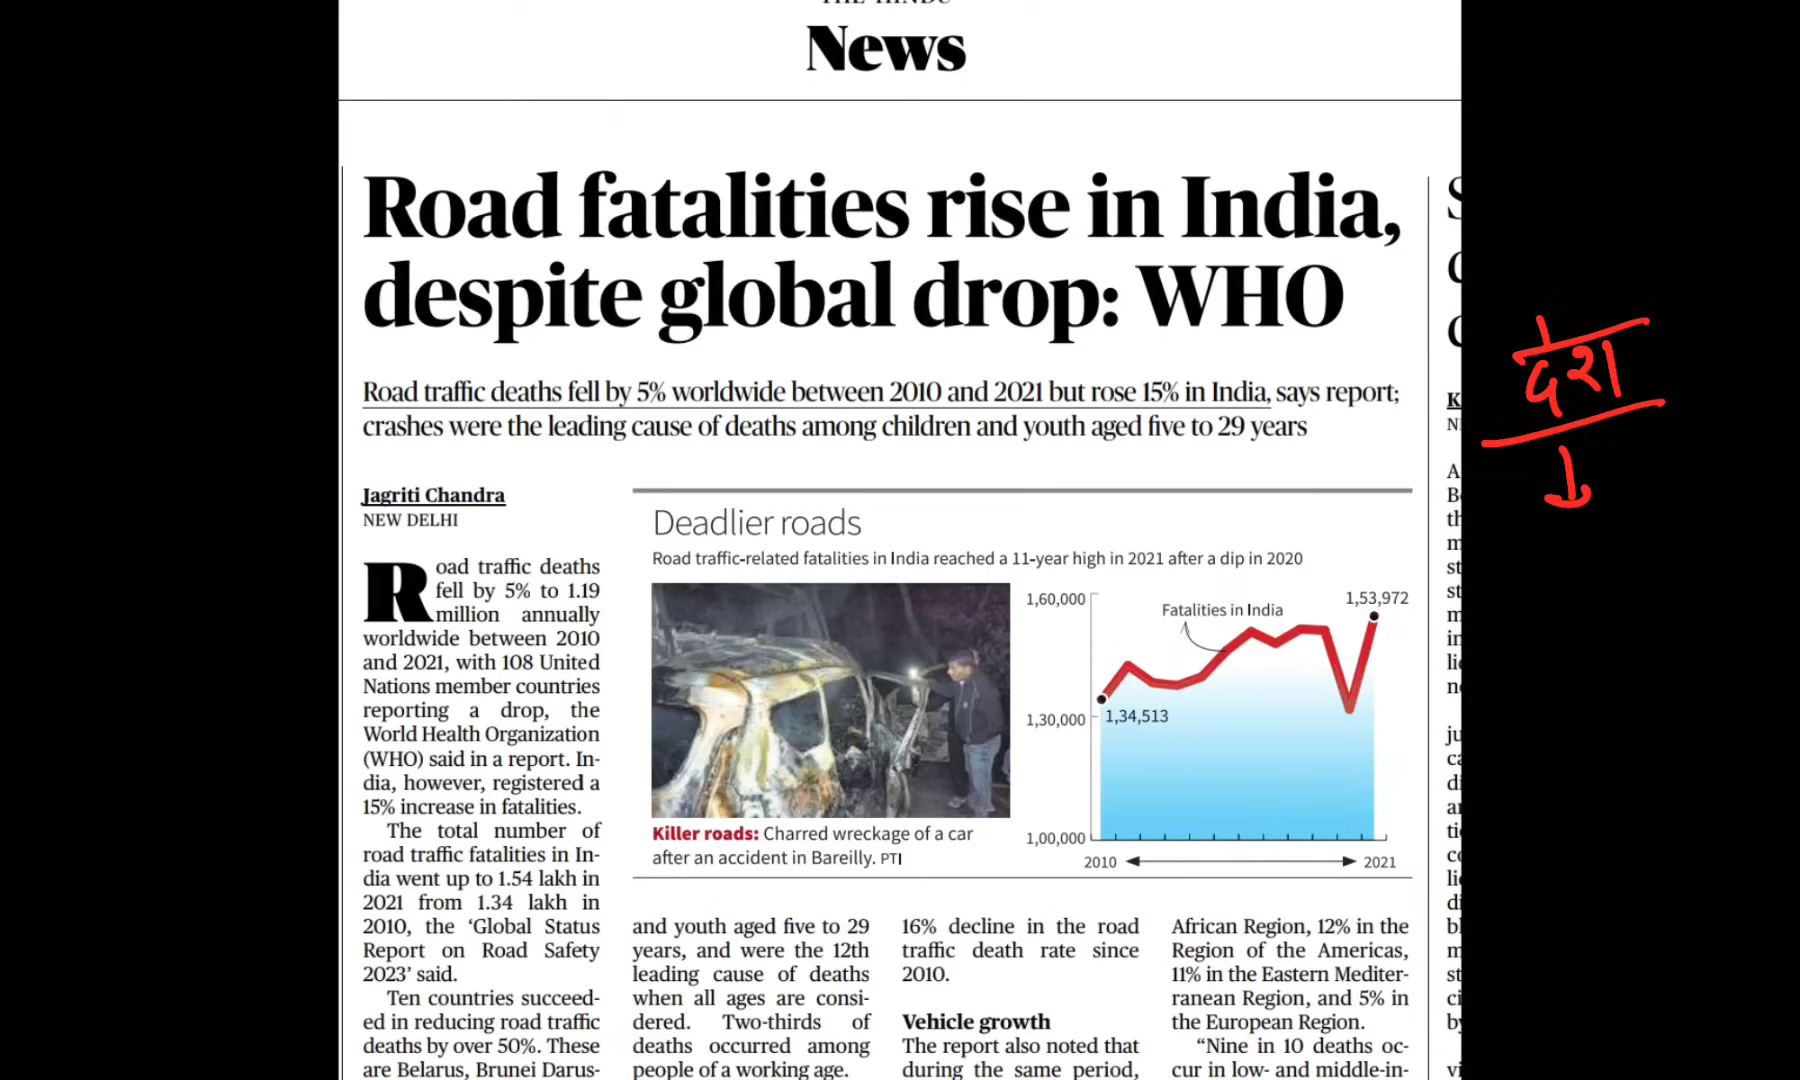 THE HINDU
News
Road fatalities rise in India,
despite global drop: WHO
Road traffic deaths fell by 5% worldwide between 2010 and 2021 but rose 15% in India, says report;
crashes were the leading cause of deaths among children and youth aged five to 29 years
Jagriti Chandra
NEW DELHI
Road traffic deaths
fell by 5% to 1.19
million annually
worldwide between 2010
and 2021, with 108 United
Nations member countries
reporting a drop, the
World Health Organization
(WHO) said in a report. In-
dia, however, registered a
15% increase in fatalities.
The total number of
road traffic fatalities in In-
dia went up to 1.54 lakh in
2021 from 1.34 lakh in
2010, the ‘Global Status
Report on Road Safety
2023’ said.
Ten countries succeed-
ed in reducing road traffic
deaths by over 50%. These
are Belarus, Brunei Darus-
Deadlier roads
Road traffic-related fatalities in India reached a 11-year high in 2021 after a dip in 2020
1,60,000
1,30,000
1,00,000
Fatalities in India
1,53,972
1,34,513
2010
2021
Killer roads: Charred wreckage of a car
after an accident in Bareilly. PTI
and youth aged five to 29
years, and were the 12th
leading cause of deaths
when all ages are consi-
dered. Two-thirds of
deaths occurred among
people of a working age.
16% decline in the road
traffic death rate since
2010.
Vehicle growth
The report also noted that
during the same period,
African Region, 12% in the
Region of the Americas,
11% in the Eastern Mediter-
ranean Region, and 5% in
the European Region.
“Nine in 10 deaths oc-
cur in low- and middle-in-
देश